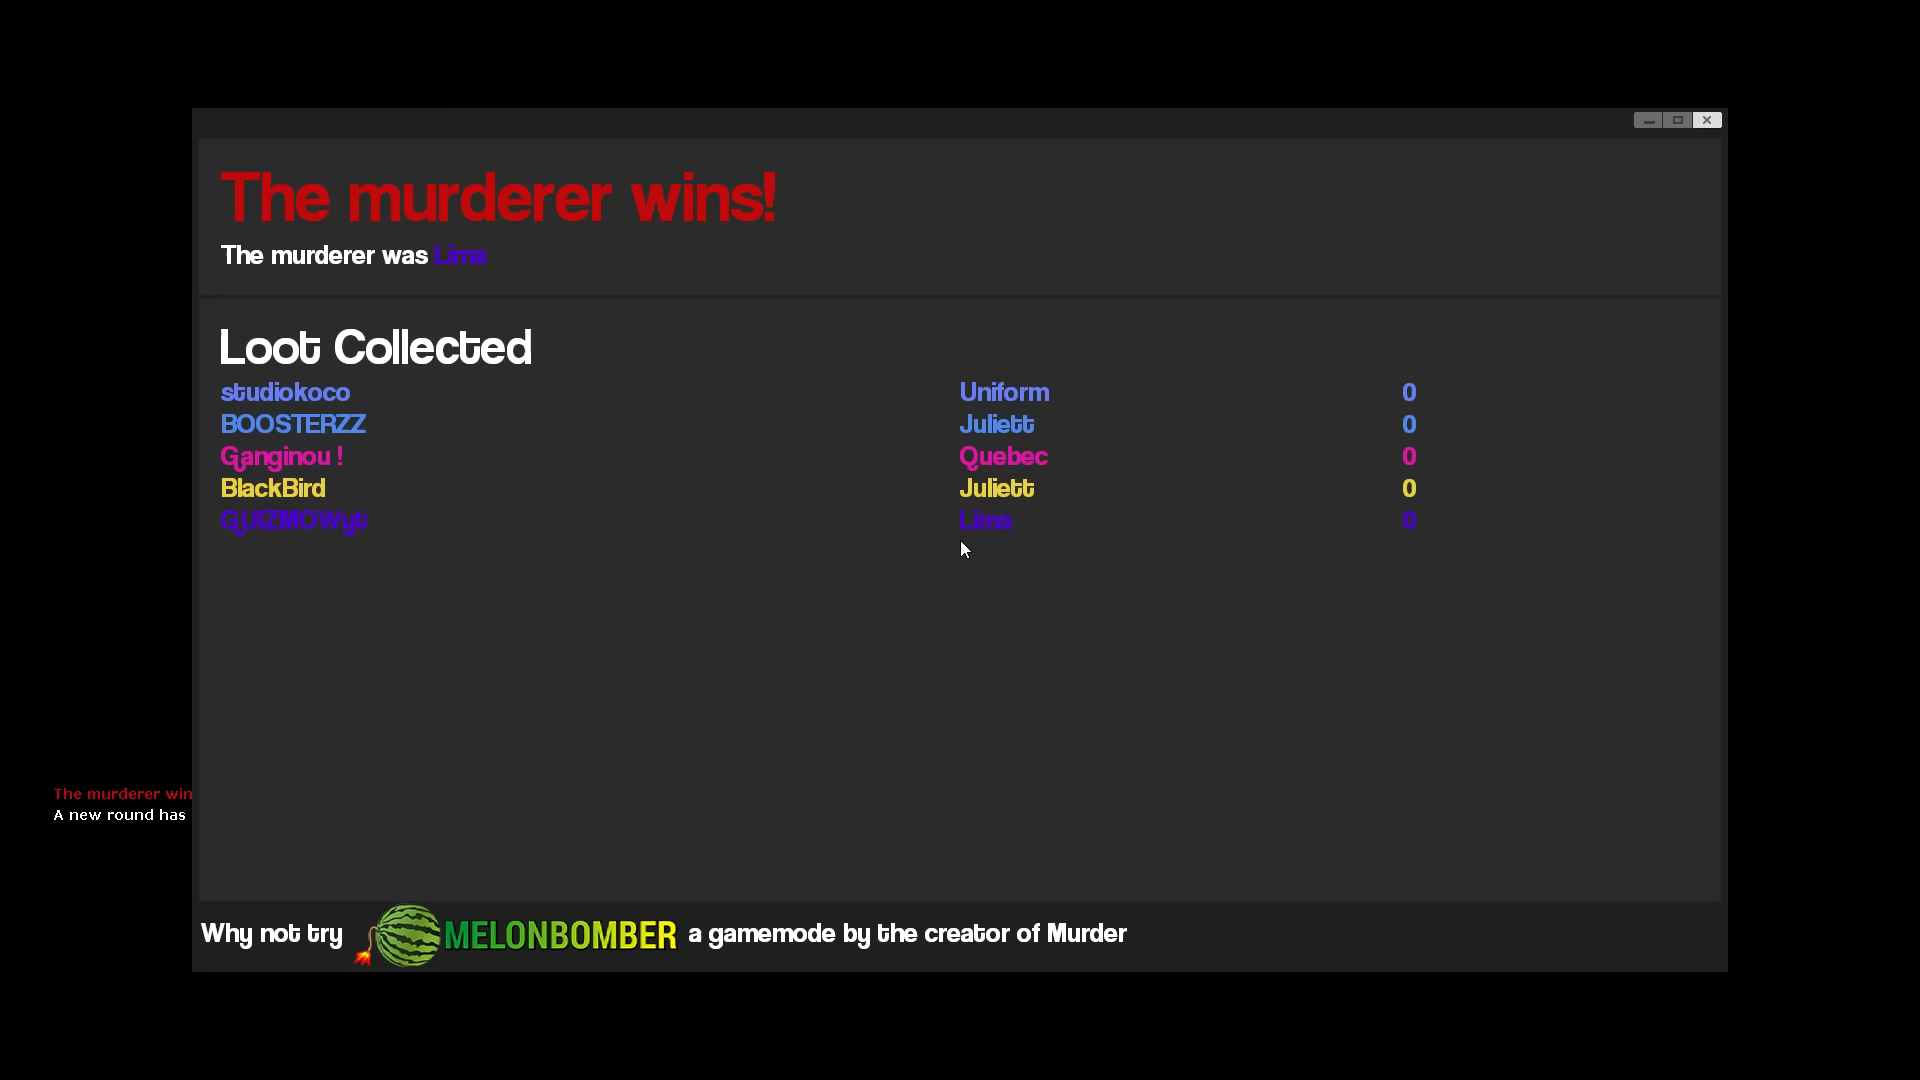 The murderer wins!
The murderer was Lima
Loot Collected
studiokoco Uniform 0
BOOSTERZZ Juliett 0
Ganginou ! Quebec 0
BlackBird Juliett 0
GUIZMOWyt Lima 0
The murderer win
A new round has
Why not try MELONBOMBER a gamemode by the creator of Murder